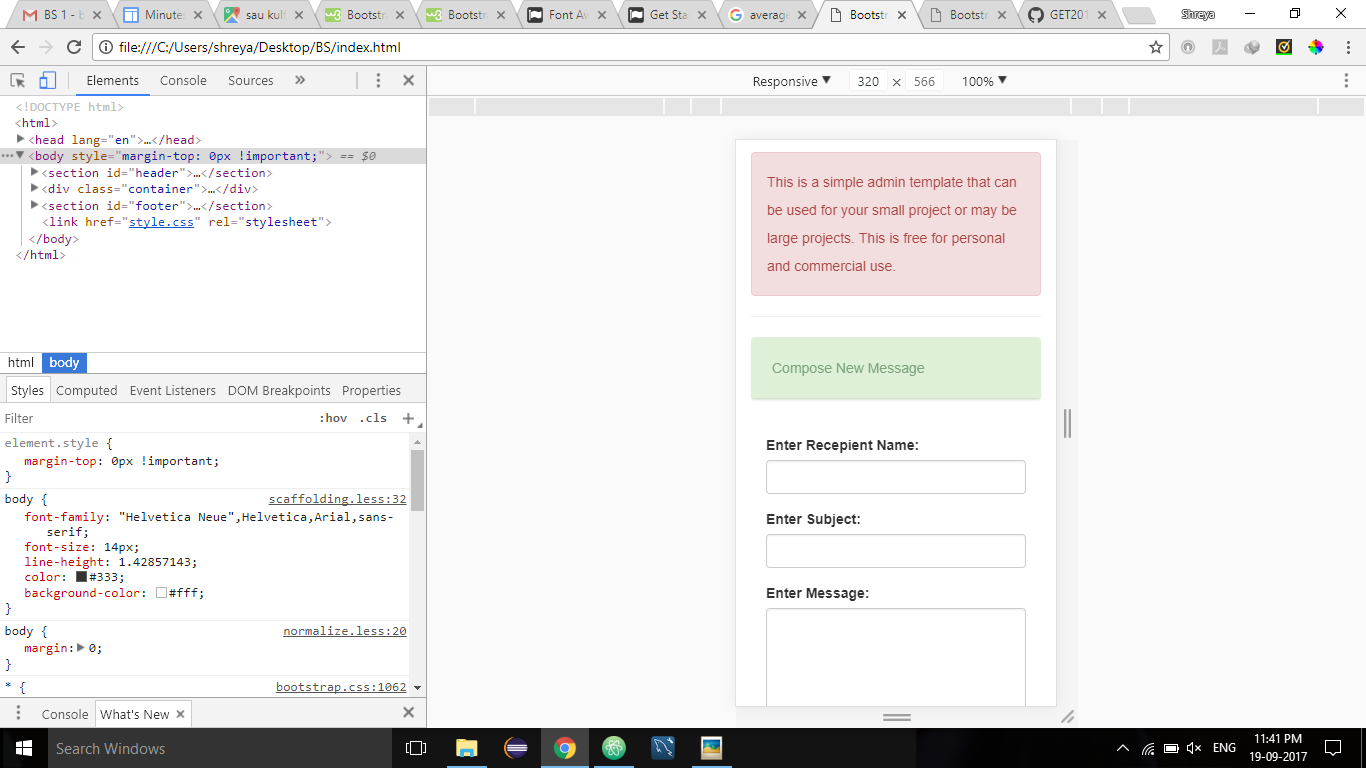 BS 1 - b
Minute
sau kulf
Bootstr
Bootstr
Font Aw
Get Sta
average
Bootstr
Bootstr
GET201
Shreya
file:///C:/Users/shreya/Desktop/BS/index.html
Elements
Console
Sources
Responsive
320 × 566
100%
<!DOCTYPE html>
<html>
<head lang="en">…</head>
<body style="margin-top: 0px !important;"> == $0
<section id="header">…</section>
<div class="container">…</div>
<section id="footer">…</section>
<link href="style.css" rel="stylesheet">
</body>
</html>
html body
Styles
Computed
Event Listeners
DOM Breakpoints
Properties
Filter
:hov .cls +
element.style {
margin-top: 0px !important;
}
body {
scaffolding.less:32
font-family: "Helvetica Neue",Helvetica,Arial,sans-
serif;
font-size: 14px;
line-height: 1.42857143;
color: #333;
background-color: #fff;
}
body {
normalize.less:20
margin: 0;
}
* {
bootstrap.css:1062
Console
What's New
This is a simple admin template that can
be used for your small project or may be
large projects. This is free for personal
and commercial use.
Compose New Message
Enter Recepient Name:
Enter Subject:
Enter Message:
Search Windows
ENG
11:41 PM
19-09-2017